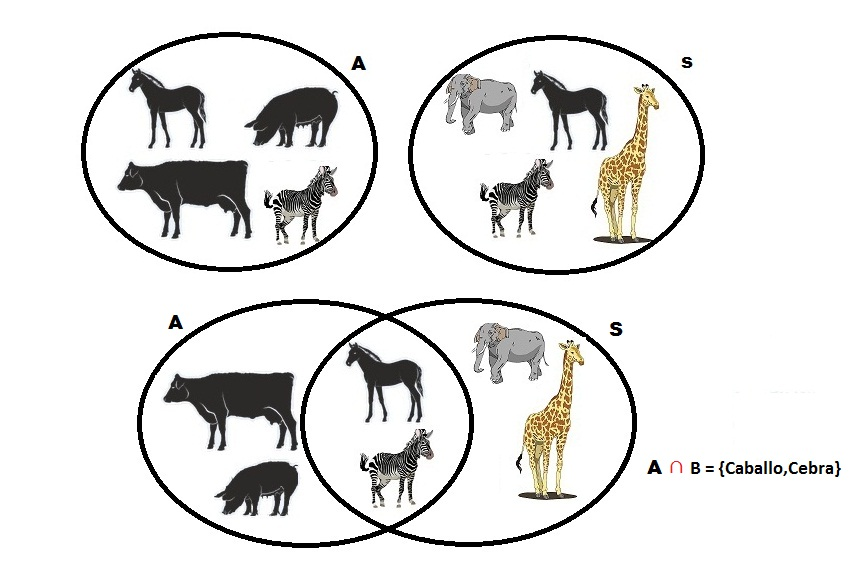 A
s
A
S
A ∩ B = {Caballo,Cebra}